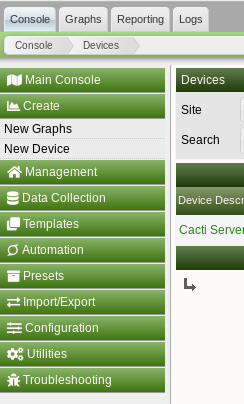 Console Graphs Reporting Logs
Console Devices
Main Console
Create
New Graphs
New Device
Management
Data Collection
Templates
Automation
Presets
Import/Export
Configuration
Utilities
Troubleshooting
Devices
Site
Search
Device Descr
Cacti Server